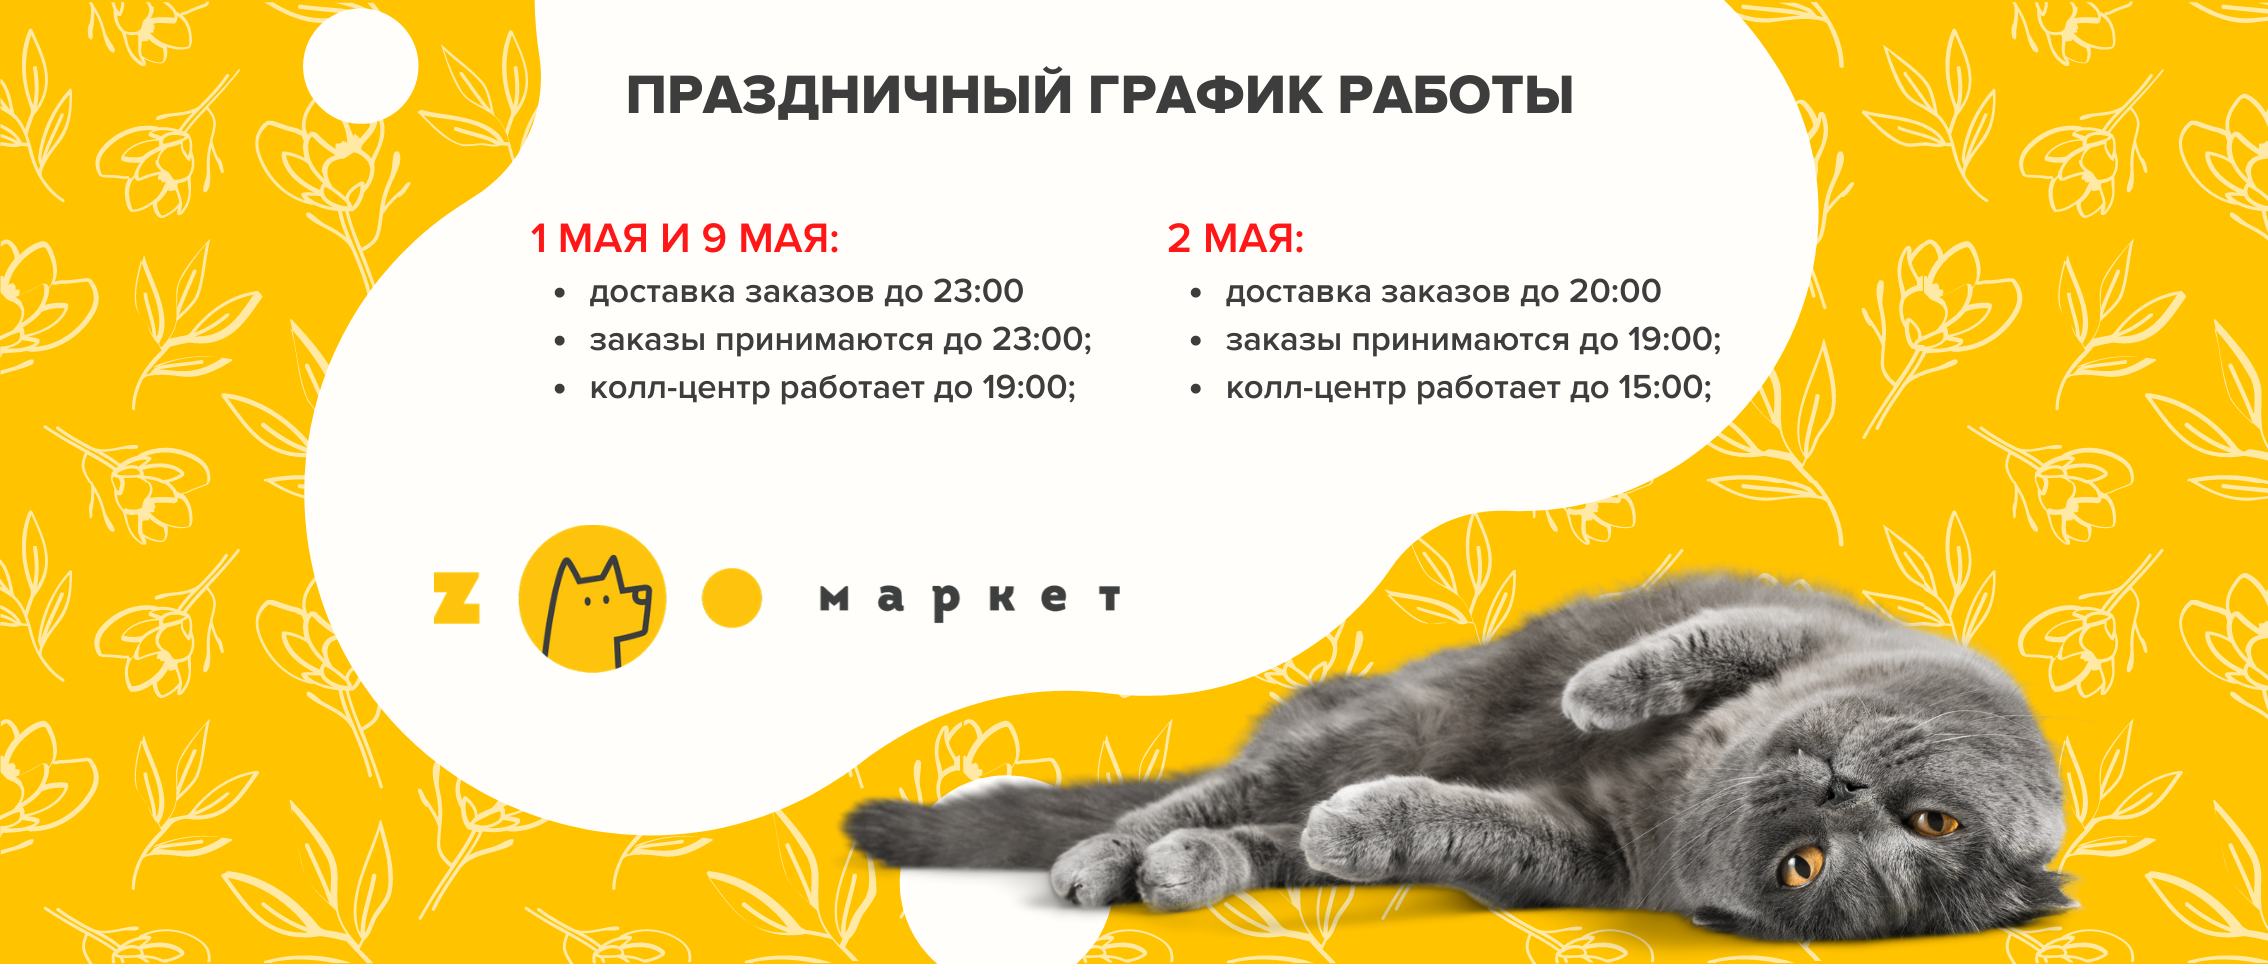 ПРАЗДНИЧНЫЙ ГРАФИК РАБОТЫ
1 МАЯ И 9 МАЯ:
• доставка заказов до 23:00
• заказы принимаются до 23:00;
• колл-центр работает до 19:00;
2 МАЯ:
• доставка заказов до 20:00
• заказы принимаются до 19:00;
• колл-центр работает до 15:00;
ZOO маркет